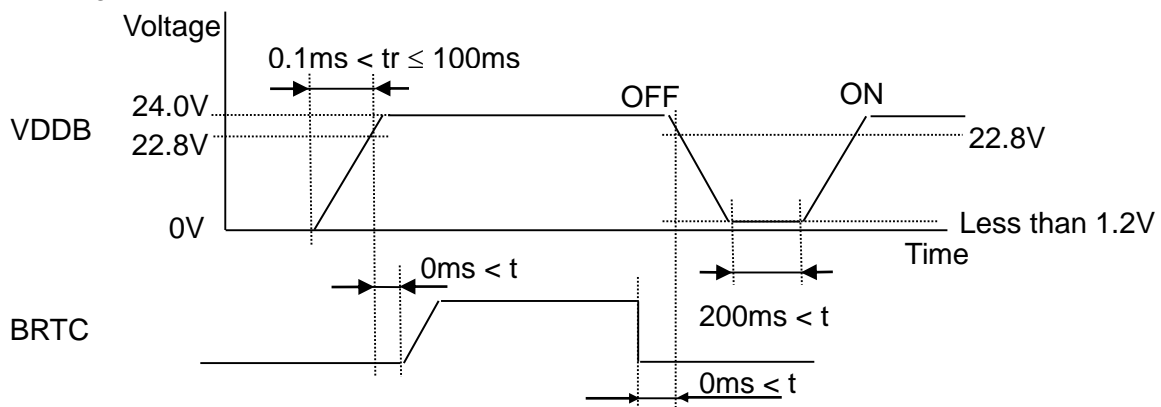 Voltage
0.1ms < tr ≤ 100ms
24.0V
OFF
ON
VDDB
22.8V
22.8V
0V
Less than 1.2V
Time
0ms < t
200ms < t
BRTC
0ms < t